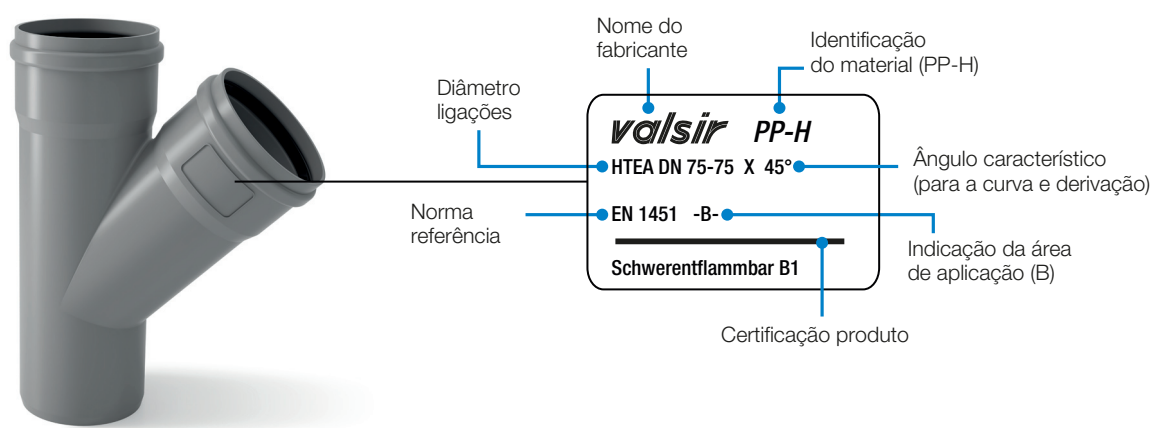 Nome do
fabricante
Identificação
do material (PP-H)
Diâmetro
ligações
valsir PP-H
HTEA DN 75-75 X 45°
Ângulo característico
(para a curva e derivação)
Norma
referência
EN 1451 -B-
Indicação da área
de aplicação (B)
Schwerentflammbar B1
Certificação produto